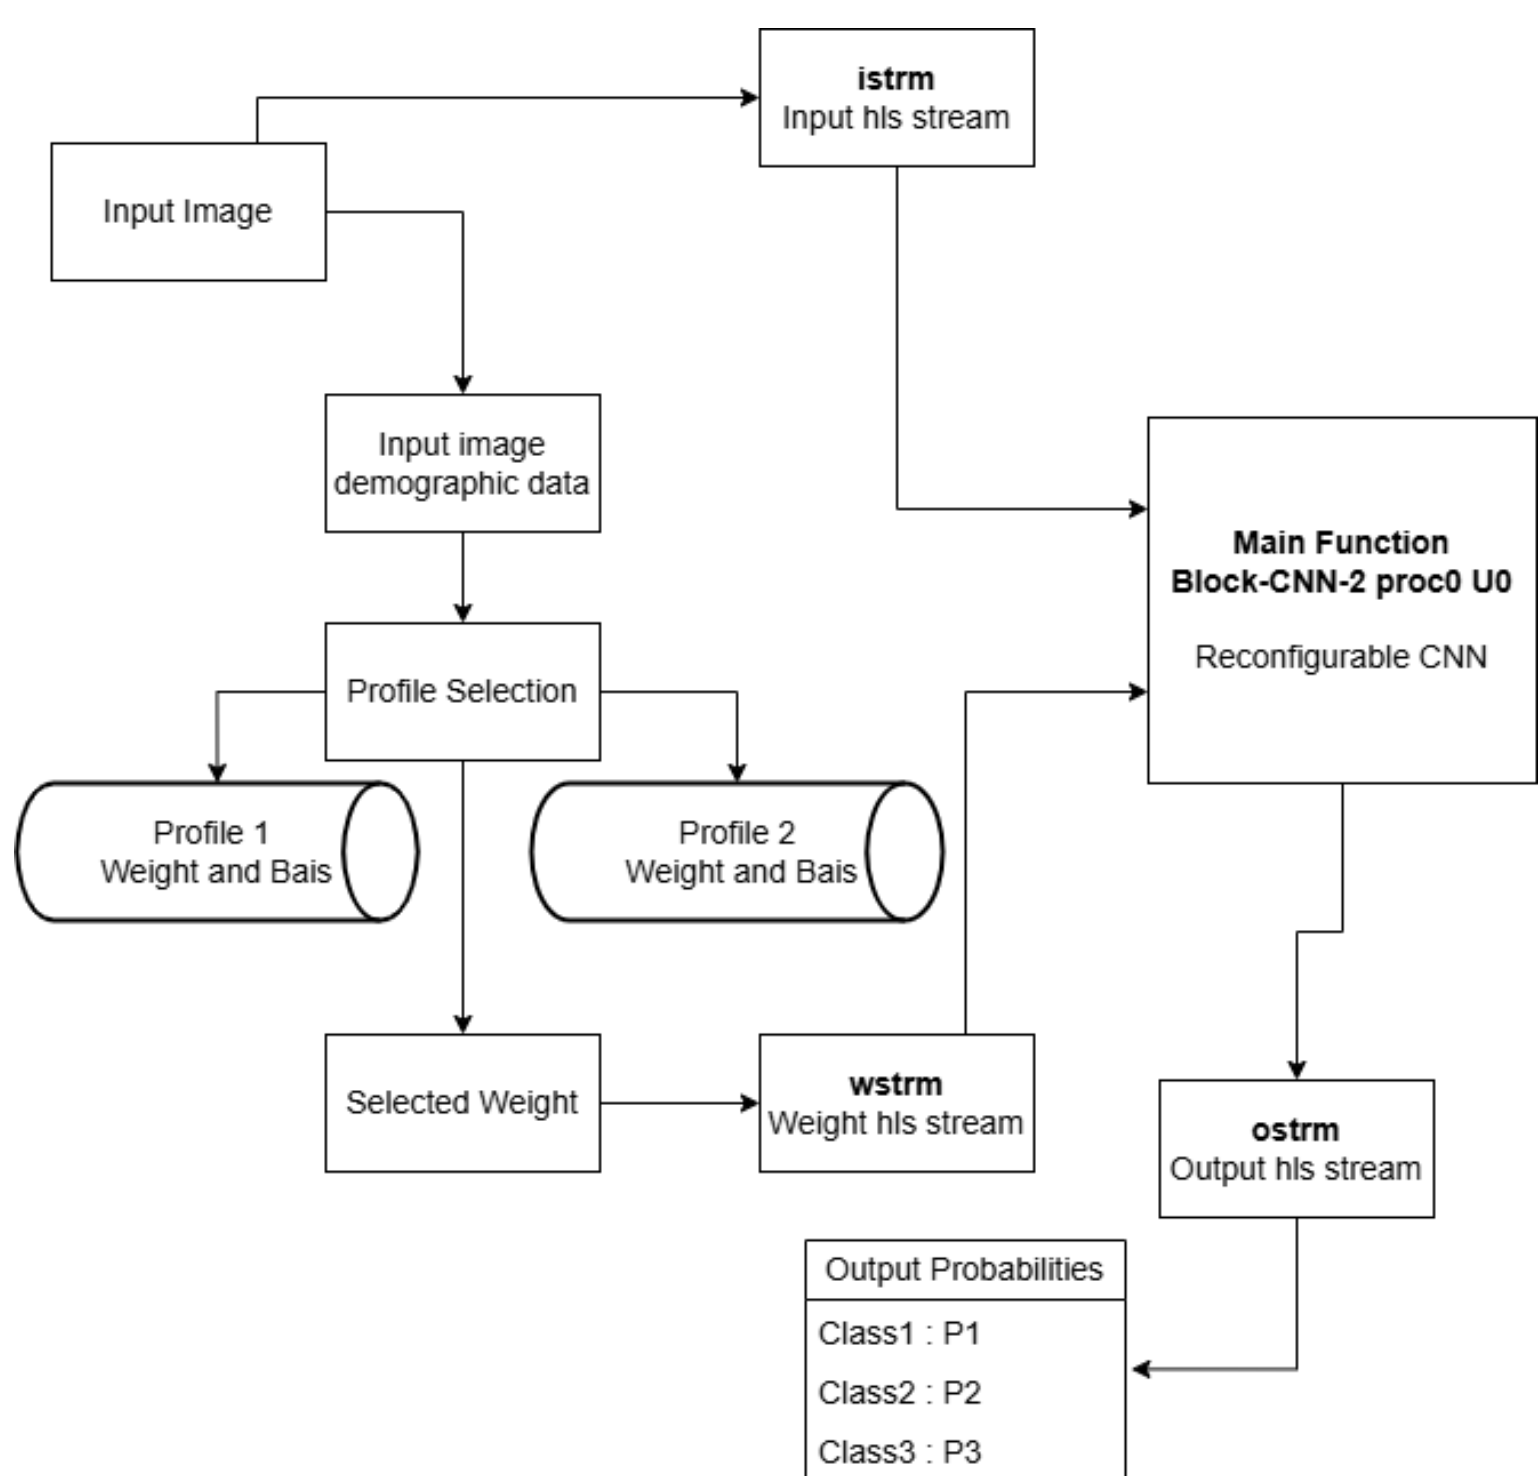 istrm
Input hls stream
Input Image
Input image
demographic data
Main Function
Block-CNN-2 proc0 U0
Reconfigurable CNN
Profile Selection
Profile 1
Weight and Bais
Profile 2
Weight and Bais
Selected Weight
wstrm
Weight hls stream
ostrm
Output hls stream
Output Probabilities
Class1 : P1
Class2 : P2
Class3 : P3